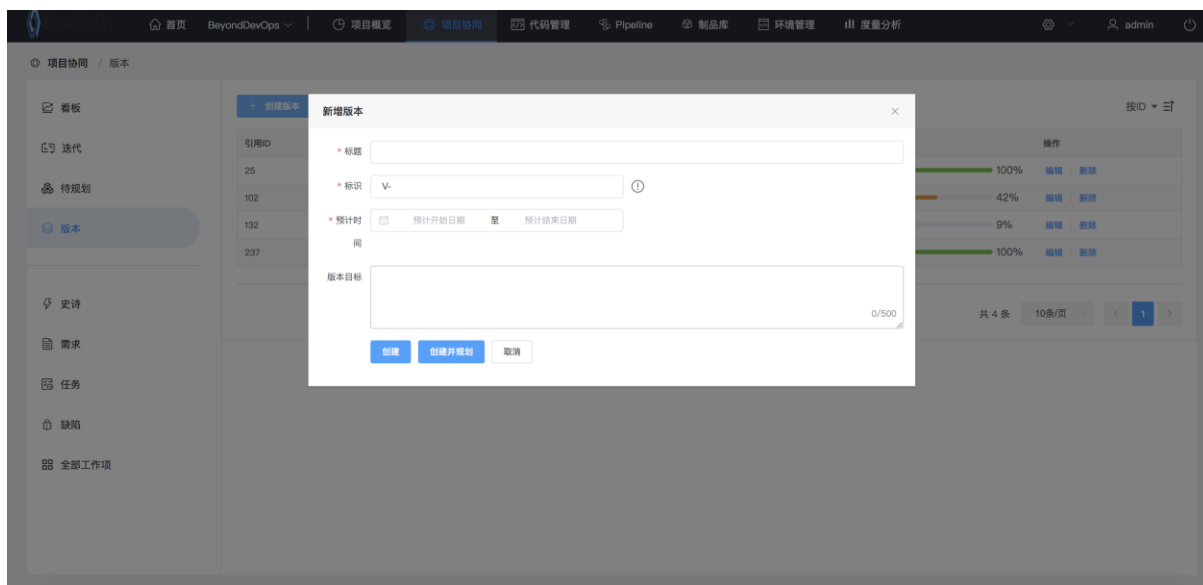 首页 BeyondDevOps 项目概览 项目协同 代码管理 Pipeline 制品库 环境管理 度量分析 admin
项目协同 / 版本
看板
迭代
待规划
版本
史诗
需求
任务
缺陷
全部工作项
+ 创建版本
按ID
引用ID 操作
25 100% 编辑 删除
102 42% 编辑 删除
132 9% 编辑 删除
237 100% 编辑 删除
共 4 条 10条/页 < 1 >
新增版本 ×
* 标题
* 标识 V-
* 预计时间 预计开始日期 至 预计结束日期
版本目标
0/500
创建 创建并规划 取消